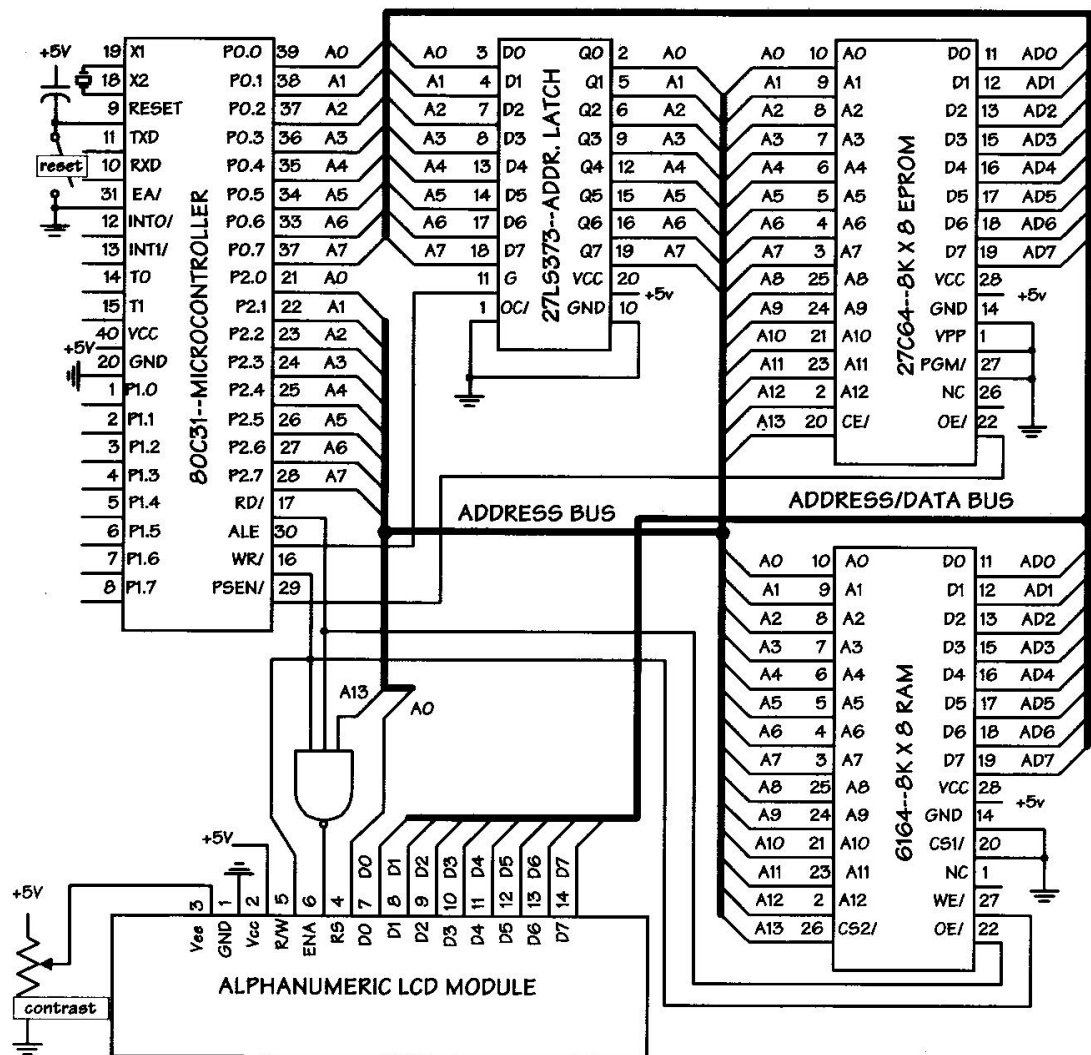 +5V
19 X1 P0.0 39 A0
18 X2 P0.1 38 A1
9 RESET P0.2 37 A2
11 TXD P0.3 36 A3
reset
10 RXD P0.4 35 A4
31 EA/ P0.5 34 A5
12 INT0/ P0.6 33 A6
13 INT1/ P0.7 37 A7
14 T0 P2.0 21 A0
15 T1 P2.1 22 A1
40 VCC P2.2 23 A2
+5V
20 GND P2.3 24 A3
1 P1.0 P2.4 25 A4
2 P1.1 P2.5 26 A5
3 P1.2 P2.6 27 A6
4 P1.3 P2.7 28 A7
5 P1.4 RD/ 17
6 P1.5 ALE 30
7 P1.6 WR/ 16
8 P1.7 PSEN/ 29
80C31--MICROCONTROLLER
A0 3 D0 Q0 2 A0
A1 4 D1 Q1 5 A1
A2 7 D2 Q2 6 A2
A3 8 D3 Q3 9 A3
A4 13 D4 Q4 12 A4
A5 14 D5 Q5 15 A5
A6 17 D6 Q6 16 A6
A7 18 D7 Q7 19 A7
11 G VCC 20
+5v
1 OC/ GND 10
27LS373--ADDR. LATCH
A0 10 A0 D0 11 AD0
A1 9 A1 D1 12 AD1
A2 8 A2 D2 13 AD2
A3 7 A3 D3 15 AD3
A4 6 A4 D4 16 AD4
A5 5 A5 D5 17 AD5
A6 4 A6 D6 18 AD6
A7 3 A7 D7 19 AD7
A8 25 A8 VCC 28
+5v
A9 24 A9 GND 14
A10 21 A10 VPP 1
A11 23 A11 PGM/ 27
A12 2 A12 NC 26
A13 20 CE/ OE/ 22
27C64--8K X 8 EPROM
ADDRESS BUS
ADDRESS/DATA BUS
A0 10 A0 D0 11 AD0
A1 9 A1 D1 12 AD1
A2 8 A2 D2 13 AD2
A3 7 A3 D3 15 AD3
A4 6 A4 D4 16 AD4
A5 5 A5 D5 17 AD5
A6 4 A6 D6 18 AD6
A7 3 A7 D7 19 AD7
A8 25 A8 VCC 28
+5v
A9 24 A9 GND 14
A10 21 A10 CS1/ 20
A11 23 A11 NC 1
A12 2 A12 WE/ 27
A13 26 CS2/ OE/ 22
6164--8K X 8 RAM
A13
A0
+5V
D0 D1 D2 D3 D4 D5 D6 D7
+5V
3 1 2 5 6 4 7 8 9 10 11 12 13 14
Vee GND Vcc R/W ENA RS D0 D1 D2 D3 D4 D5 D6 D7
ALPHANUMERIC LCD MODULE
contrast